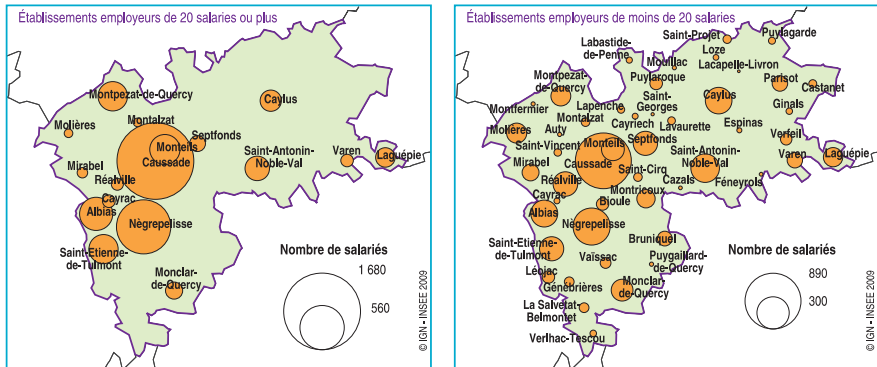 Établissements employeurs de 20 salaries ou plus
Montpezat-de-Quercy
Caylus
Molières
Montalzat
Septfonds
Monteils
Caussade
Saint-Antonin-
Noble-Val
Varen
Laguépie
Mirabel
Réalville
Cayrac
Albias
Nègrepelisse
Saint-Etienne-
de-Tulmont
Monclar-
de-Quercy
Nombre de salariés
1 680
560
© IGN - INSEE 2009
Établissements employeurs de moins de 20 salaries
Saint-Projet
Puylagarde
Labastide-
de-Penne
Loze
Mouillac
Lacapelle-Livron
Montpezat-de-
Quercy
Puylaroque
Parisot
Castanet
Caylus
Montfermier
Lapenche
Saint-
Georges
Ginals
Montalzat
Cayriech
Lavaurette
Espinas
Molières
Auty
Septfonds
Verfeil
Saint-Vincent
Monteils
Caussade
Saint-Antonin-
Noble-Val
Varen
Laguépie
Mirabel
Saint-Cirq
Cazals
Féneyrols
Réalville
Montricoux
Cayrac
Bioule
Albias
Nègrepelisse
Bruniquel
Saint-Etienne-
de-Tulmont
Vaïssac
Puygaillard-
de-Quercy
Léojac
Génébrières
Monclar-
de-Quercy
La Salvetat-
Belmontet
Verlhac-Tescou
Nombre de salariés
890
300
© IGN - INSEE 2009